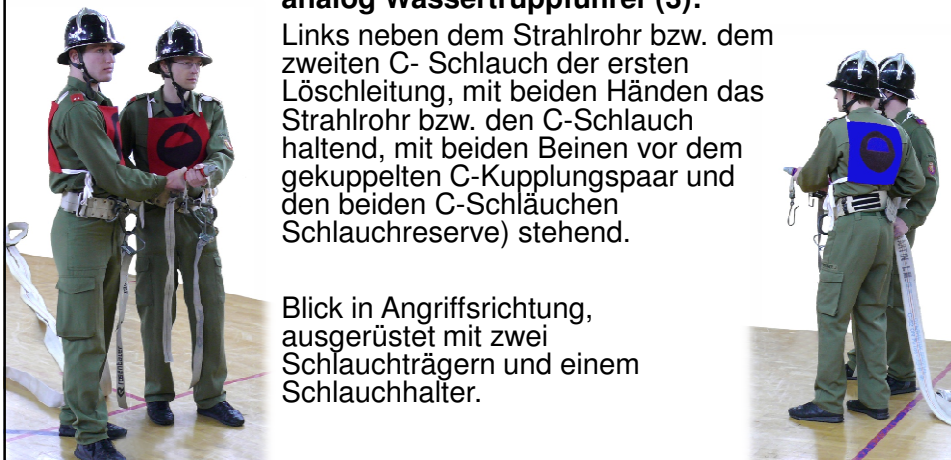 analog Wassertruppführer (3):
Links neben dem Strahlrohr bzw. dem
zweiten C- Schlauch der ersten
Löschleitung, mit beiden Händen das
Strahlrohr bzw. den C-Schlauch
haltend, mit beiden Beinen vor dem
gekuppelten C-Kupplungspaar und
den beiden C-Schläuchen
Schlauchreserve) stehend.
Blick in Angriffsrichtung,
ausgerüstet mit zwei
Schlauchträgern und einem
Schlauchhalter.